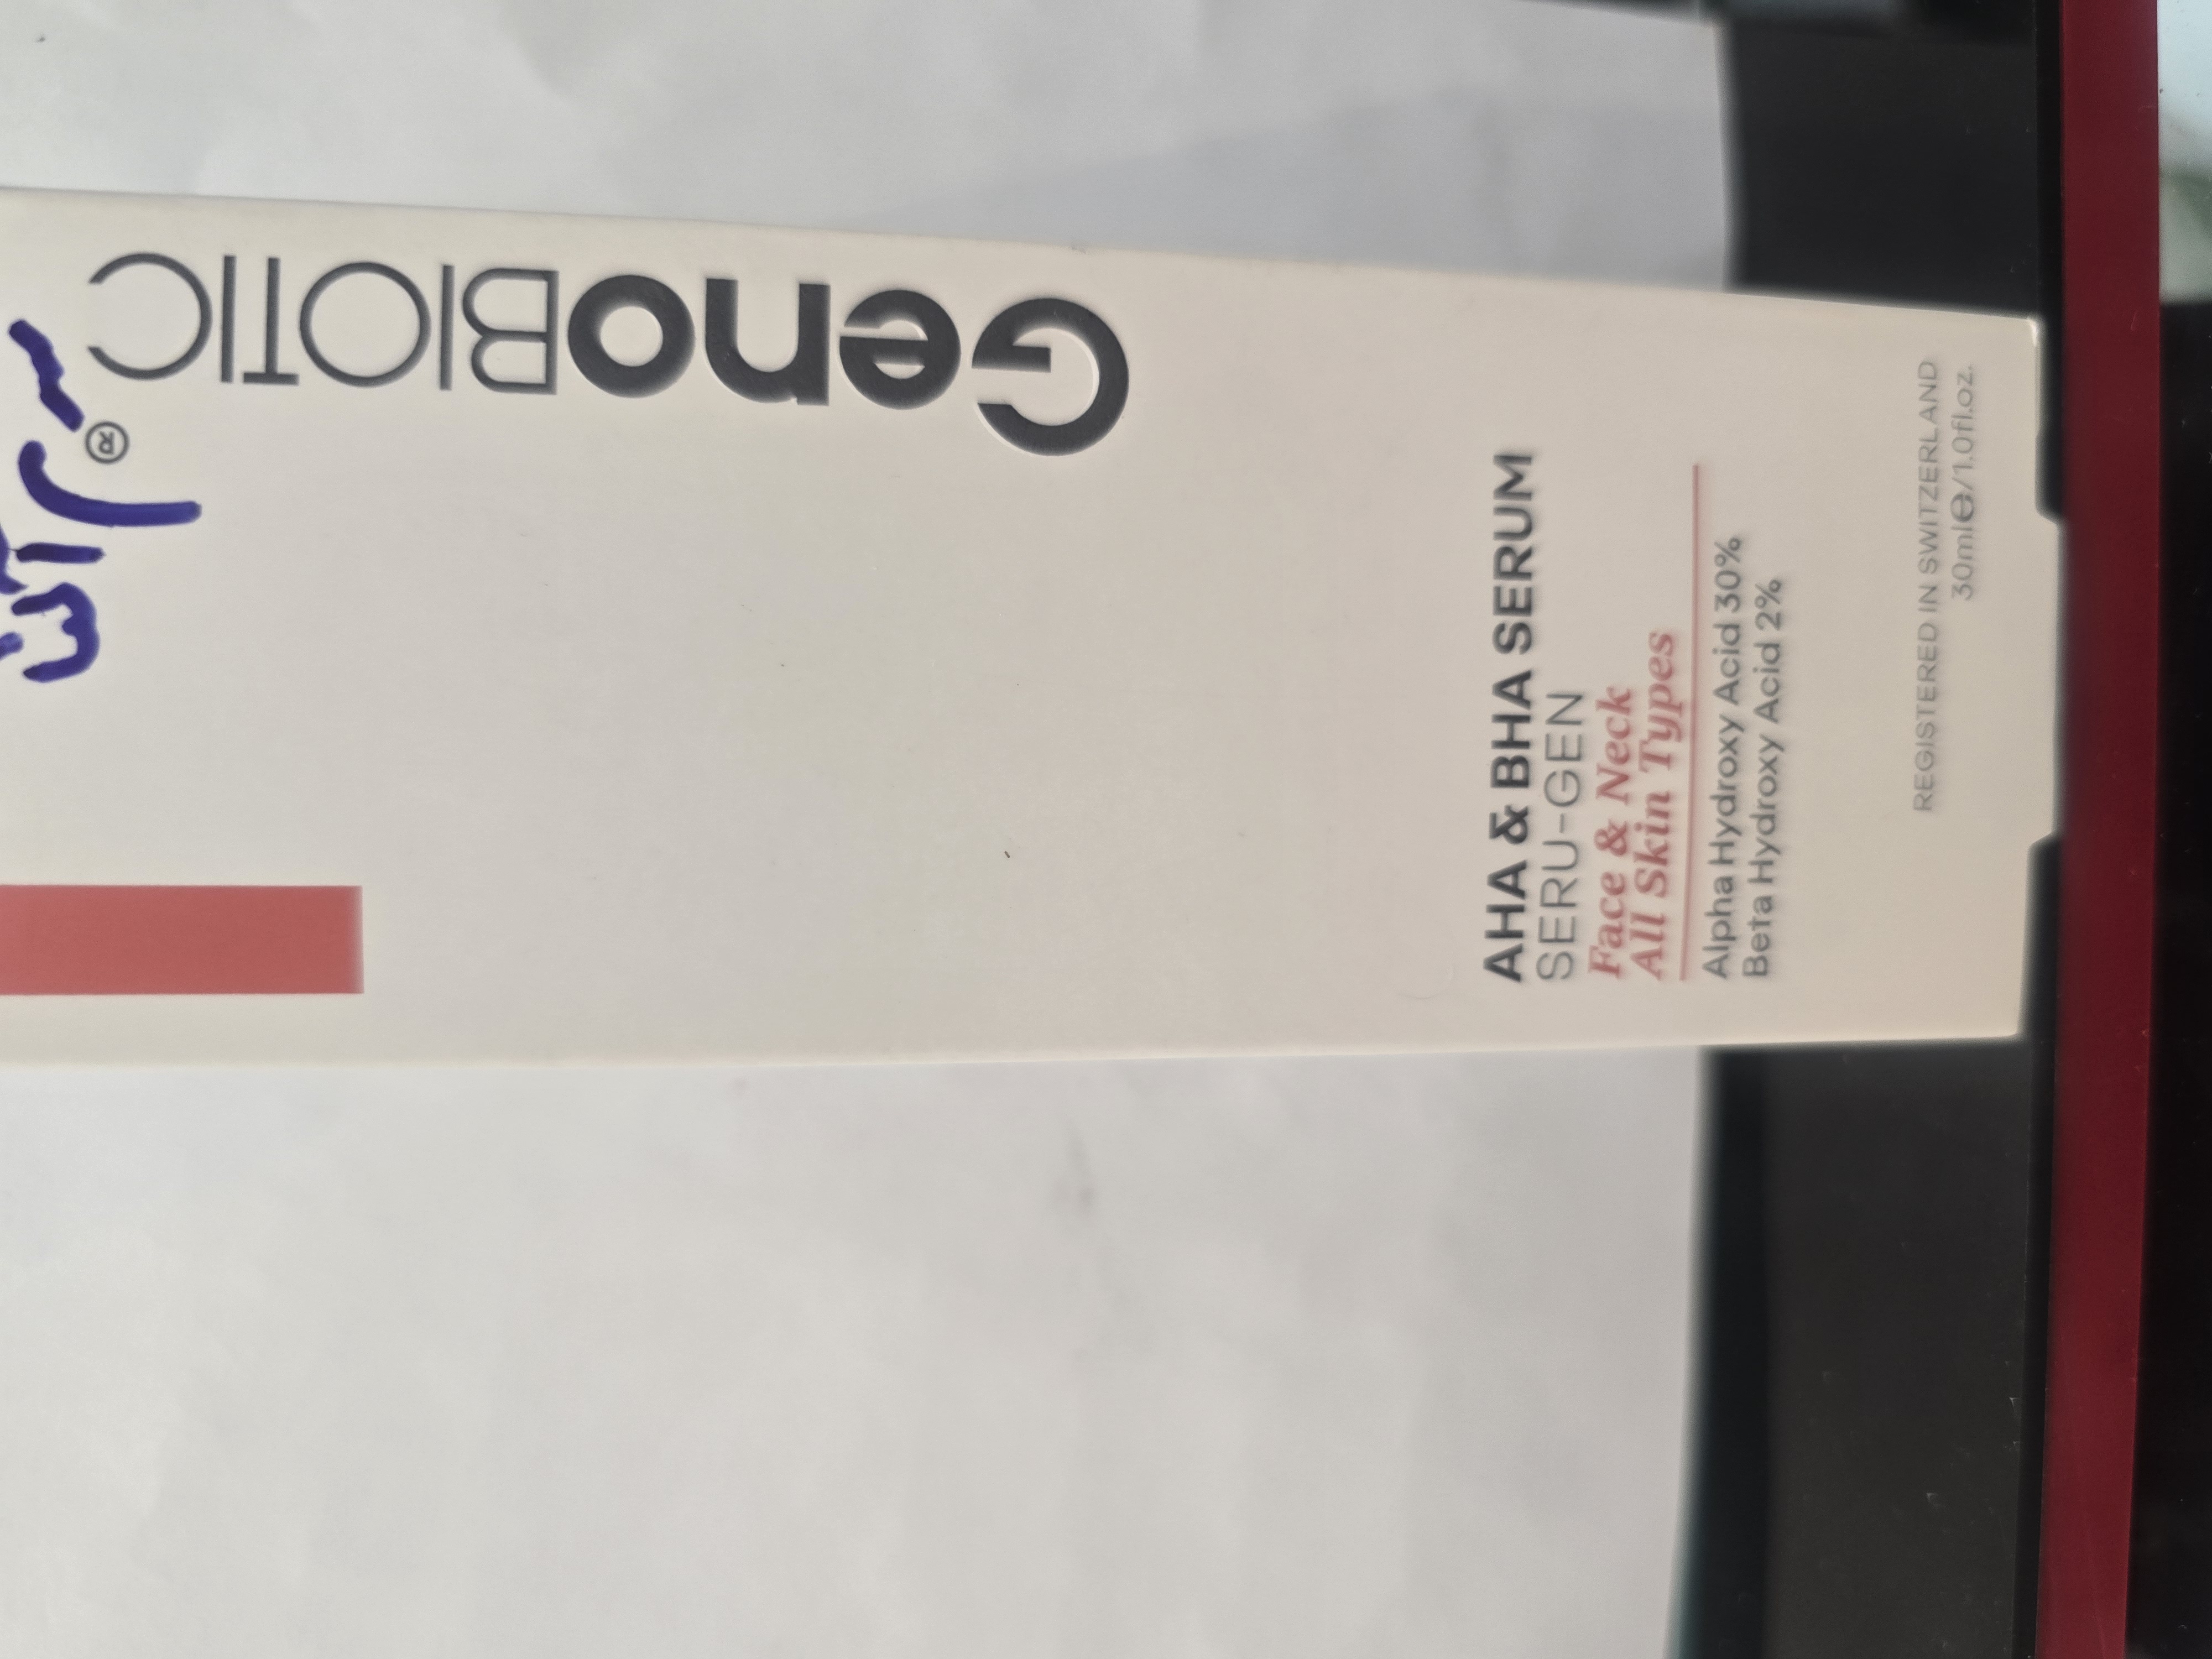 GenoBIOTIC®
AHA & BHA SERUM
SERU-GEN
Face & Neck
All Skin Types
Alpha Hydroxy Acid 30%
Beta Hydroxy Acid 2%
REGISTERED IN SWITZERLAND
30ml℮/1.0fl.oz.